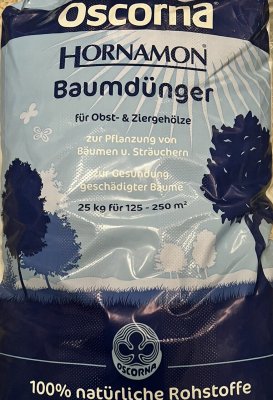 Oscorna®
HORNAMON®
Baumdünger
für Obst- & Ziergehölze
zur Pflanzung von
Bäumen u. Sträuchern
zur Gesundung
geschädigter Bäume
25 kg für 125 - 250 m²
OSCORNA
100% natürliche Rohstoffe